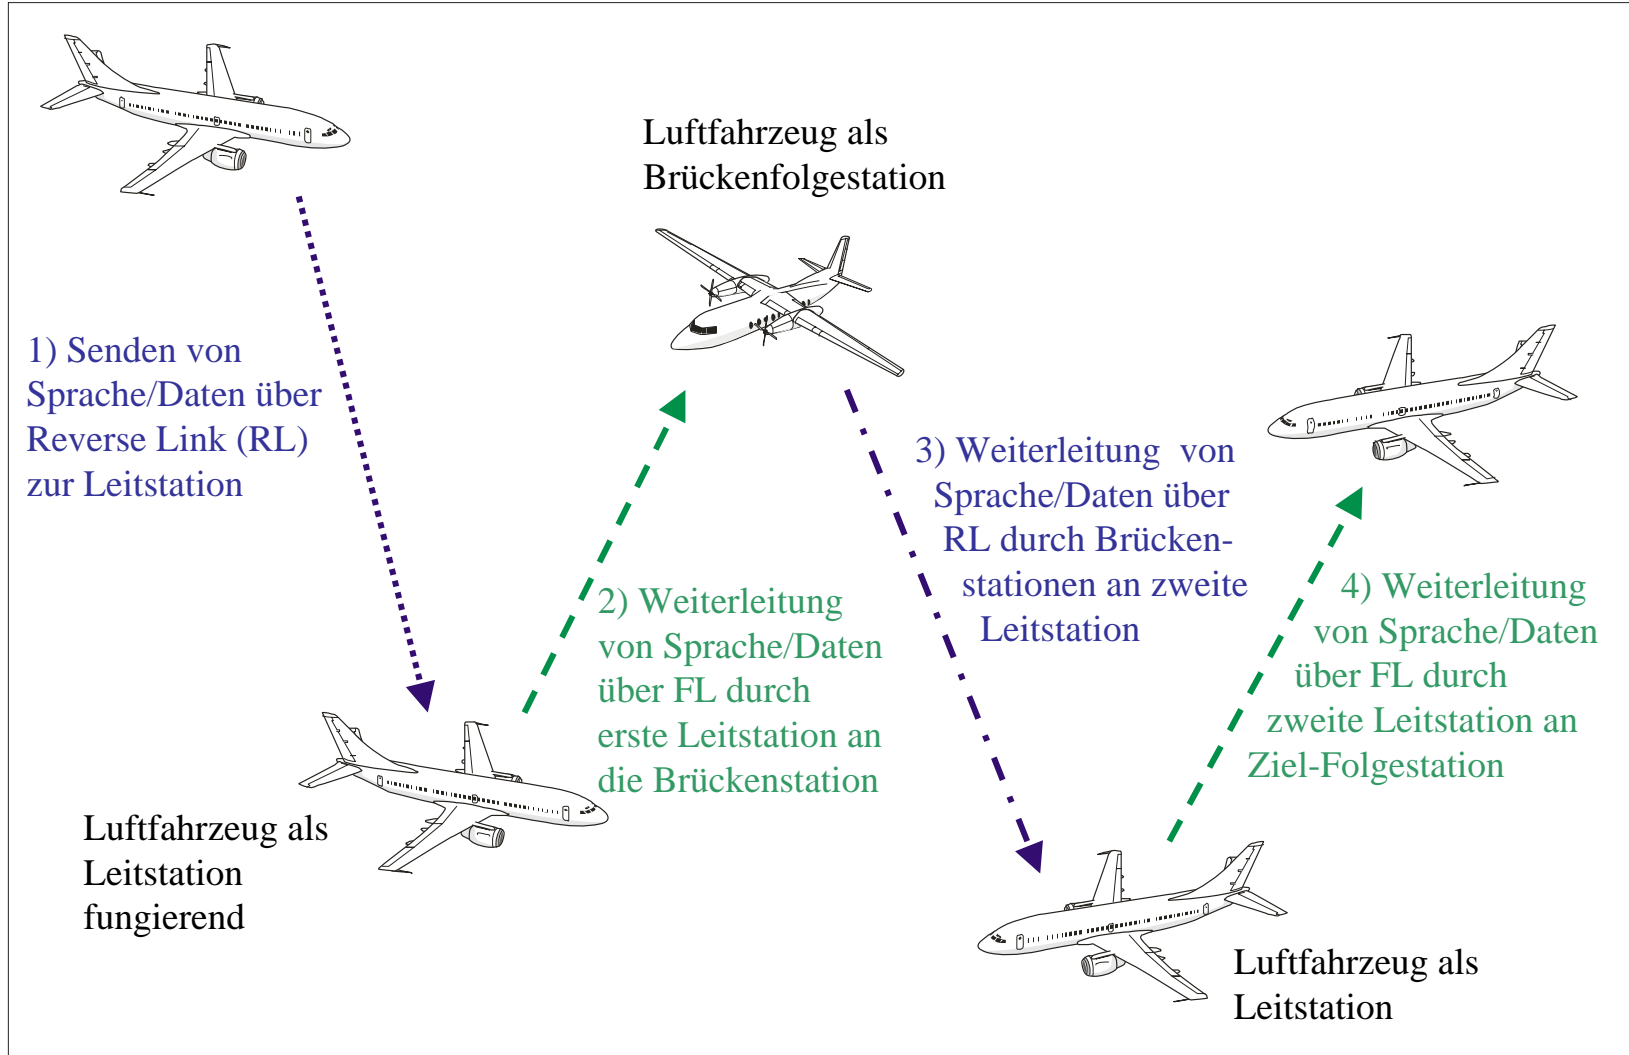 Luftfahrzeug als
Brückenfolgestation
1) Senden von
Sprache/Daten über
Reverse Link (RL)
zur Leitstation
2) Weiterleitung
von Sprache/Daten
über FL durch
erste Leitstation an
die Brückenstation
3) Weiterleitung von
Sprache/Daten über
RL durch Brücken-
stationen an zweite
Leitstation
4) Weiterleitung
von Sprache/Daten
über FL durch
zweite Leitstation an
Ziel-Folgestation
Luftfahrzeug als
Leitstation
fungierend
Luftfahrzeug als
Leitstation